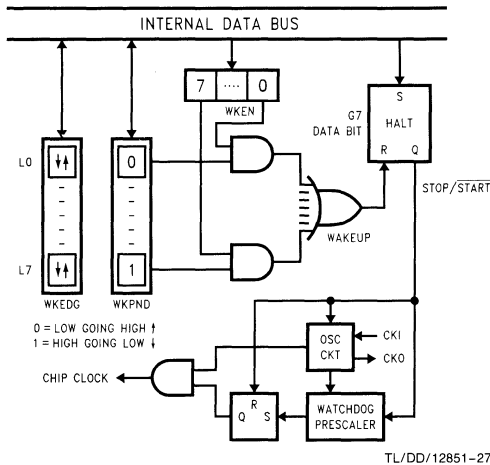 INTERNAL DATA BUS
7 .... 0
WKEN
G7
DATA BIT
S
HALT
R Q
L0
0
STOP/START
WAKEUP
L7
1
WKEDG
WKPND
0 = LOW GOING HIGH ↑
1 = HIGH GOING LOW ↓
OSC
CKT
CKI
CKO
CHIP CLOCK
R
Q S
WATCHDOG
PRESCALER
TL/DD/12851-27